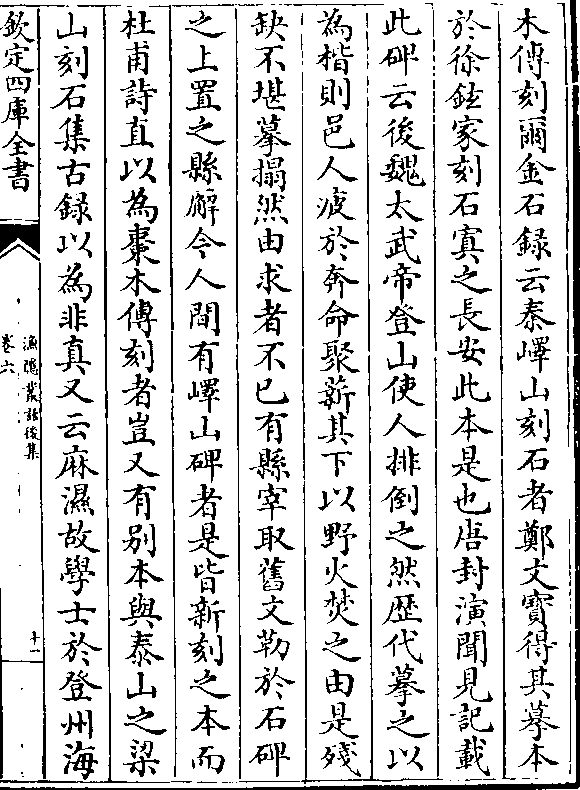 木傳刻爾金石錄云秦嶧山刻石者鄭文寶得其摹本
於徐鉉家刻石寘之長安此本是也唐封演聞見記載
此碑云後魏太武帝登山使人排倒之然歴代摹之以
為楷則邑人疲於奔命聚薪其下以野火焚之由是殘
缺不堪摹搨然由求者不已有縣宰取舊文勒於石碑
之上置之縣廨今人間有嶧山碑者是皆新刻之本而
杜甫詩直以為棗木傳刻者豈又有别本與泰山之梁
山刻石集古録以為非真又云麻濕故學士於登州海
欽定四庫全書
漁隱叢話後集
卷六
十一